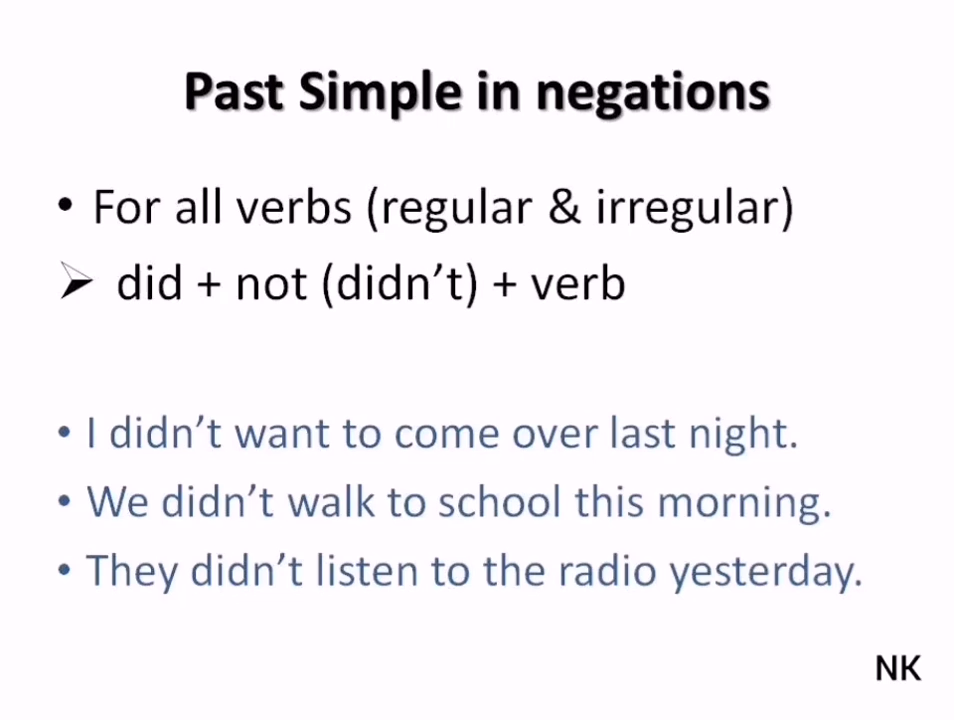 Past Simple in negations
• For all verbs (regular & irregular)
➢ did + not (didn’t) + verb
• I didn’t want to come over last night.
• We didn’t walk to school this morning.
• They didn’t listen to the radio yesterday.
NK